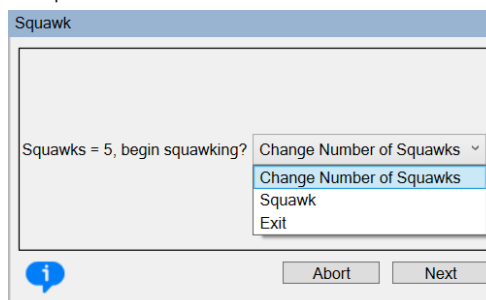 Squawk
Squawks = 5, begin squawking? Change Number of Squawks
Change Number of Squawks
Squawk
Exit
Abort Next